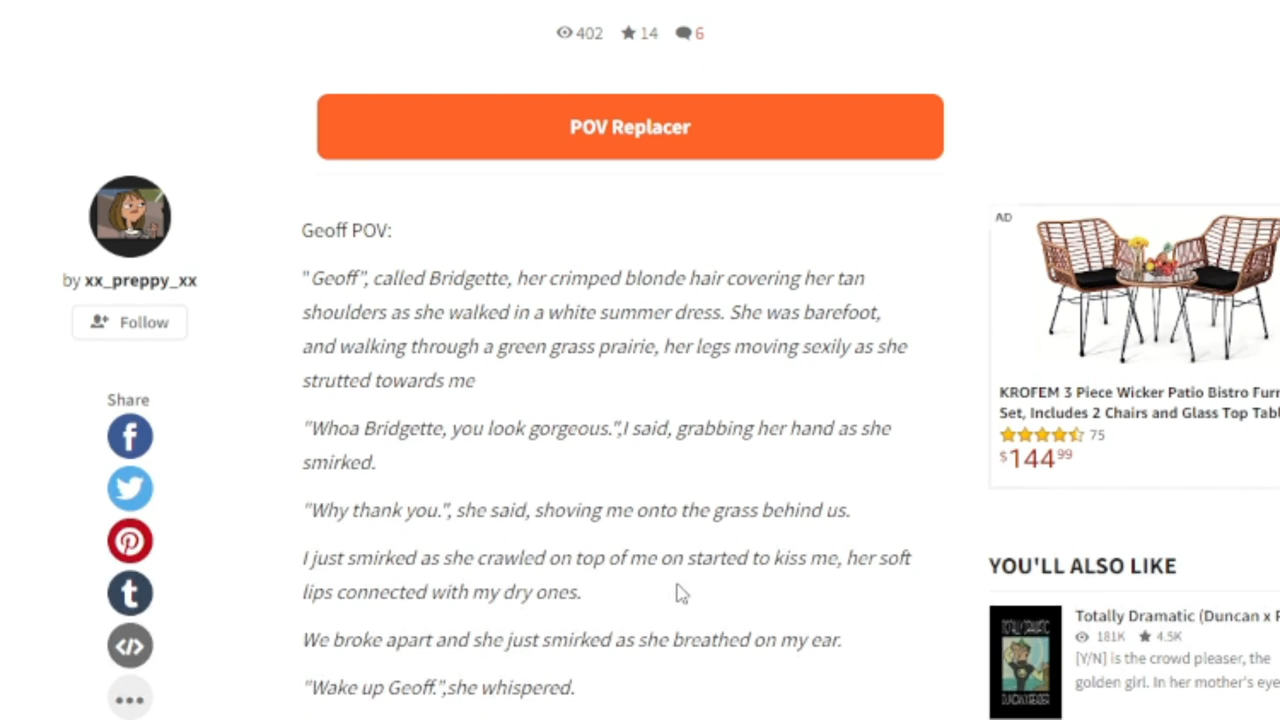 402 14 6
POV Replacer
by xx_preppy_xx
Follow
Share
Geoff POV:
" Geoff", called Bridgette, her crimped blonde hair covering her tan
shoulders as she walked in a white summer dress. She was barefoot,
and walking through a green grass prairie, her legs moving sexily as she
strutted towards me
"Whoa Bridgette, you look gorgeous.",I said, grabbing her hand as she
smirked.
"Why thank you.", she said, shoving me onto the grass behind us.
I just smirked as she crawled on top of me on started to kiss me, her soft
lips connected with my dry ones.
We broke apart and she just smirked as she breathed on my ear.
"Wake up Geoff.",she whispered.
AD
KROFEM 3 Piece Wicker Patio Bistro Furn
Set, Includes 2 Chairs and Glass Top Tabl
75
$144.99
YOU'LL ALSO LIKE
Totally Dramatic (Duncan x R
181K 4.5K
[Y/N] is the crowd pleaser, the
golden girl. In her mother's eye